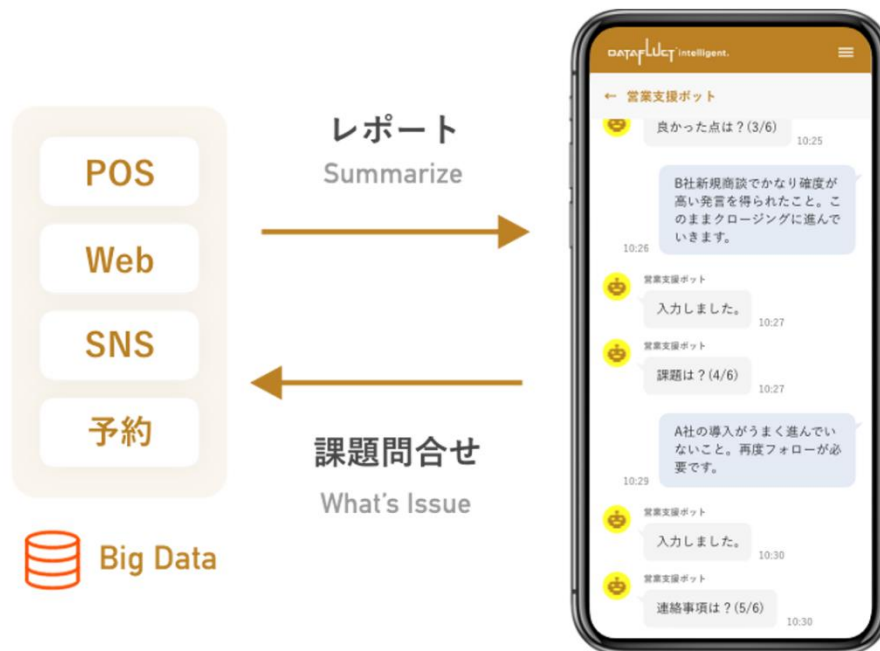 POS
Web
SNS
予約
Big Data
レポート
Summarize
課題問合せ
What's Issue
DATAFLUCT intelligent.
← 営業支援ボット
良かった点は？(3/6)
10:25
B社新規商談でかなり確度が
高い発言を得られたこと。こ
のままクロージングに進んで
いきます。
10:26
営業支援ボット
入力しました。
10:27
営業支援ボット
課題は？(4/6)
10:27
A社の導入がうまく進んでい
ないこと。再度フォローが必
要です。
10:29
営業支援ボット
入力しました。
10:30
営業支援ボット
連絡事項は？(5/6)
10:30